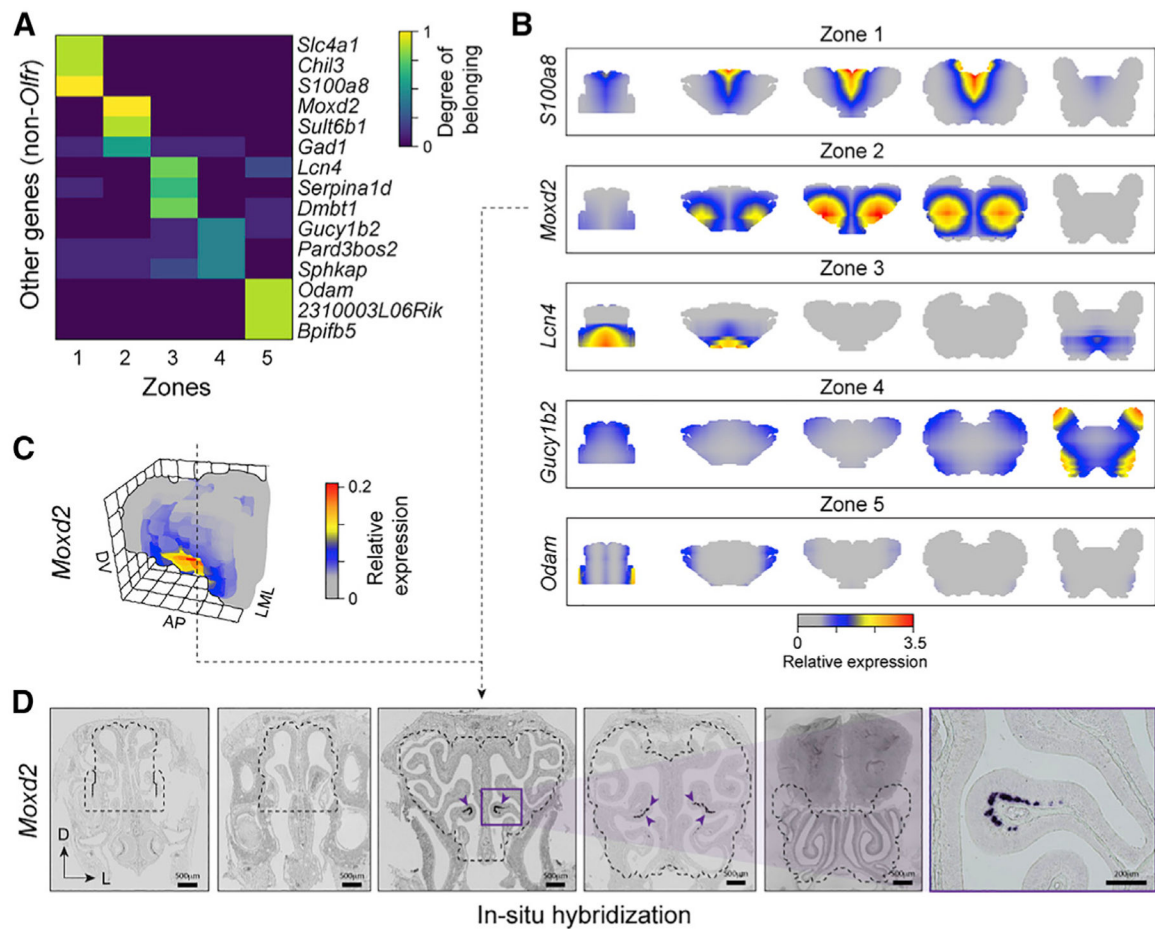 A
Other genes (non-Olfr)
Slc4a1
Chil3
S100a8
Moxd2
Sult6b1
Gad1
Lcn4
Serpina1d
Dmbt1
Gucy1b2
Pard3bos2
Sphkap
Odam
2310003L06Rik
Bpifb5
1 2 3 4 5
Zones
1
0
Degree of
belonging
B
Zone 1
S100a8
Zone 2
Moxd2
Zone 3
Lcn4
Zone 4
Gucy1b2
Zone 5
Odam
0 3.5
Relative expression
C
Moxd2
DV
AP
LML
0.2
0
Relative
expression
D
Moxd2
D
L
500μm
500μm
500μm
500μm
500μm
200μm
In-situ hybridization